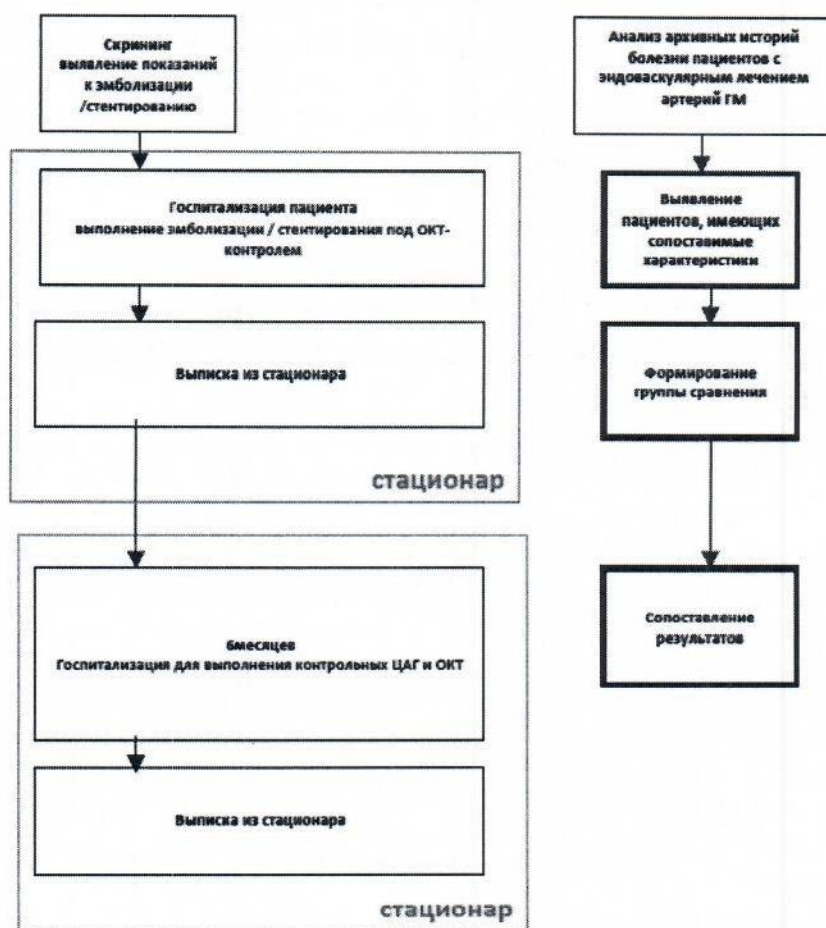 Скрининг
выявление показаний
к эмболизации
/стентированию
Госпитализация пациента
выполнение эмболизации / стентирования под ОКТ-
контролем
Выписка из стационара
стационар
6месяцев
Госпитализация для выполнения контрольных ЦАГ и ОКТ
Выписка из стационара
стационар
Анализ архивных историй
болезни пациентов с
эндоваскулярным лечением
артерий ГМ
Выявление
пациентов, имеющих
сопоставимые
характеристики
Формирование
группы сравнения
Сопоставление
результатов